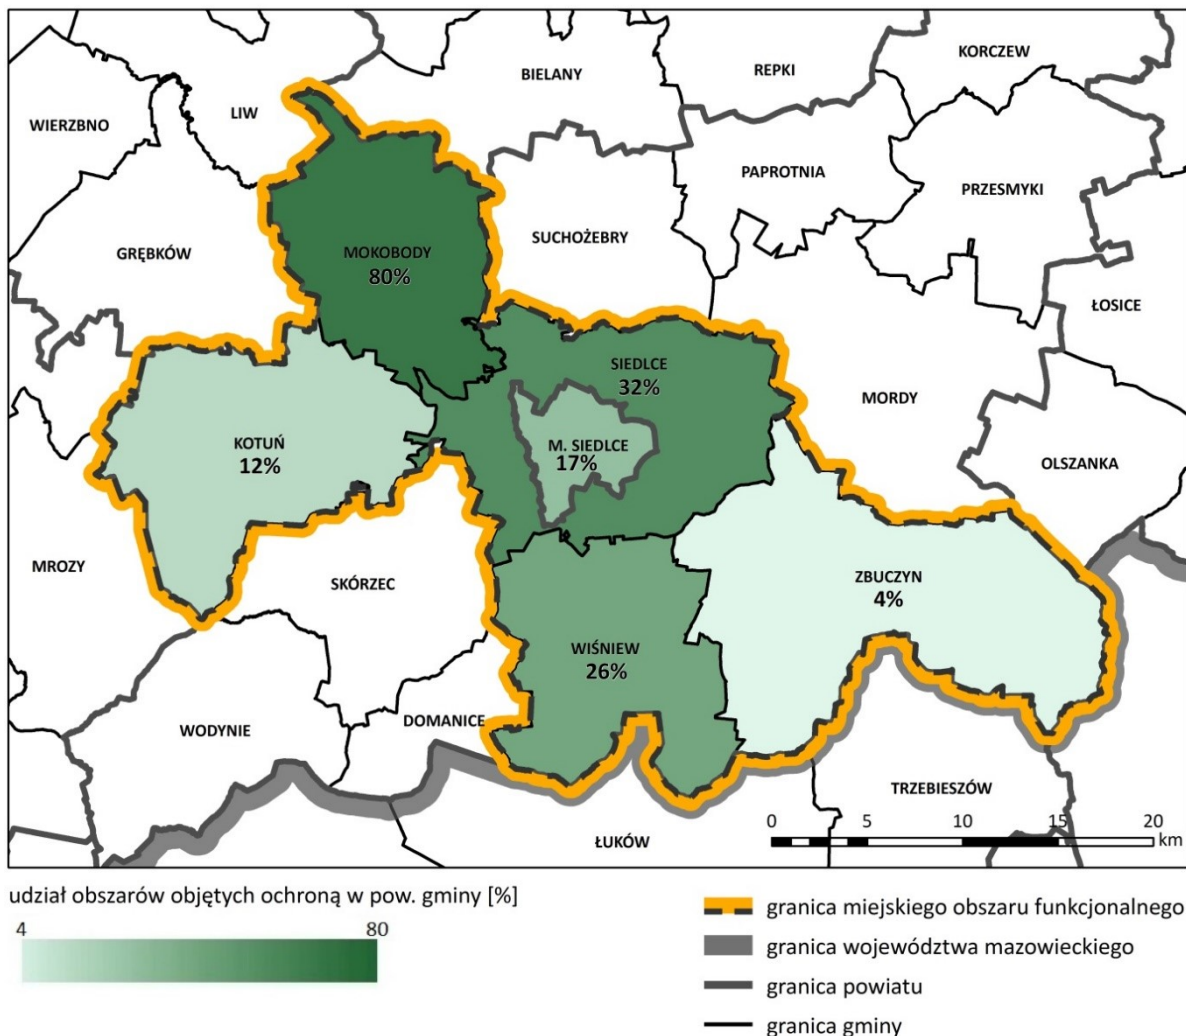 KORCZEW
REPKI
BIELANY
LIW
WIERZBNO
PAPROTNIA
PRZESMYKI
SUCHOŻEBRY
GRĘBKÓW
MOKOBODY
80%
ŁOSICE
SIEDLCE
32%
MORDY
KOTUŃ
12%
M. SIEDLCE
17%
OLSZANKA
MROZY
SKÓRZEC
ZBUCZYN
4%
WIŚNIEW
26%
WODYNIE
DOMANICE
TRZEBIESZÓW
ŁUKÓW
0 5 10 15 20
km
udział obszarów objętych ochroną w pow. gminy [%]
4 80
granica miejskiego obszaru funkcjonalnego
granica województwa mazowieckiego
granica powiatu
granica gminy